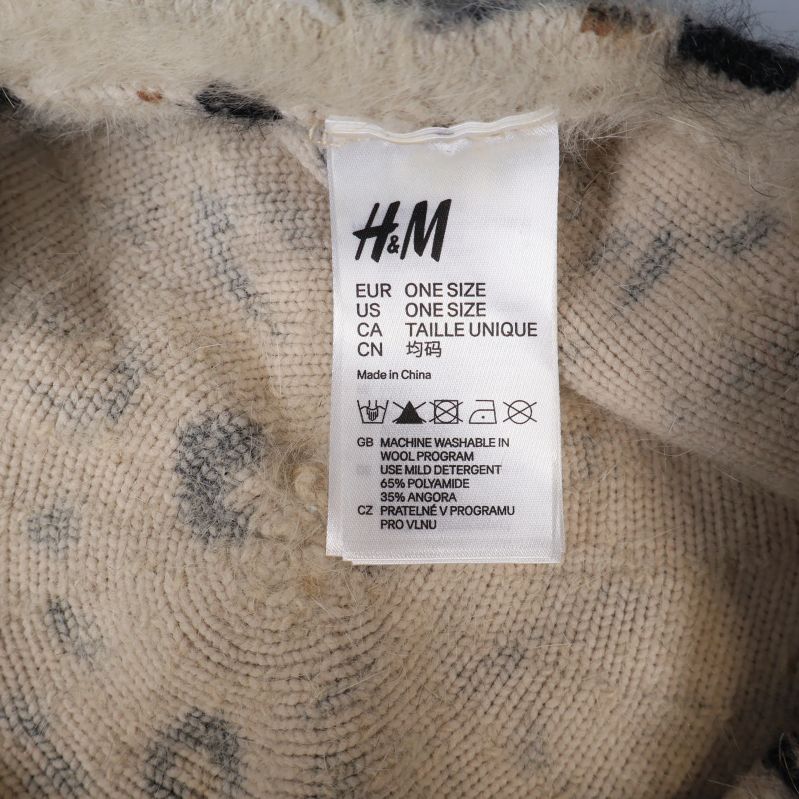 H&M
EUR ONE SIZE
US ONE SIZE
CA TAILLE UNIQUE
CN 均码
Made in China
GB MACHINE WASHABLE IN
WOOL PROGRAM
USE MILD DETERGENT
65% POLYAMIDE
35% ANGORA
CZ PRATELNÉ V PROGRAMU
PRO VLNU